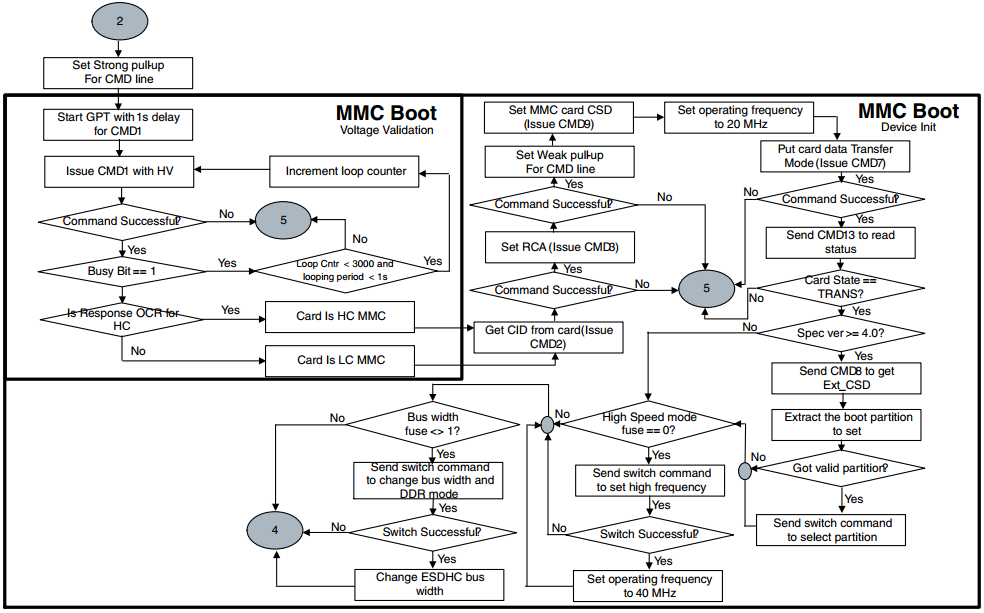 2
Set Strong pull-up
For CMD line
MMC Boot
Voltage Validation
Start GPT with 1s delay
for CMD1
Issue CMD1 with HV
Increment loop counter
Command Successful?
No
5
Yes
No
Busy Bit == 1
Yes
Loop Cntr < 3000 and
looping period < 1s
Yes
Is Response OCR for
HC
Yes
Card Is HC MMC
No
Card Is LC MMC
MMC Boot
Device Init
Set MMC card CSD
(Issue CMD9)
Set operating frequency
to 20 MHz
Set Weak pull-up
For CMD line
Yes
Command Successful?
No
Set RCA (Issue CMD3)
Yes
Command Successful?
No
5
Get CID from card(Issue
CMD2)
Put card data Transfer
Mode (Issue CMD7)
Yes
No
Command Successful?
Yes
Send CMD13 to read
status
Card State ==
TRANS?
No
Yes
No
Spec ver >= 4.0?
Yes
Send CMD8 to get
Ext_CSD
Extract the boot partition
to set
No
Got valid partition?
Yes
Send switch command
to select partition
No
High Speed mode
fuse == 0?
Yes
Send switch command
to set high frequency
Yes
No
Switch Successful?
Yes
Set operating frequency
to 40 MHz
No
Bus width
fuse <> 1?
Yes
Send switch command
to change bus width and
DDR mode
Yes
4
No
Switch Successful?
Yes
Change ESDHC bus
width